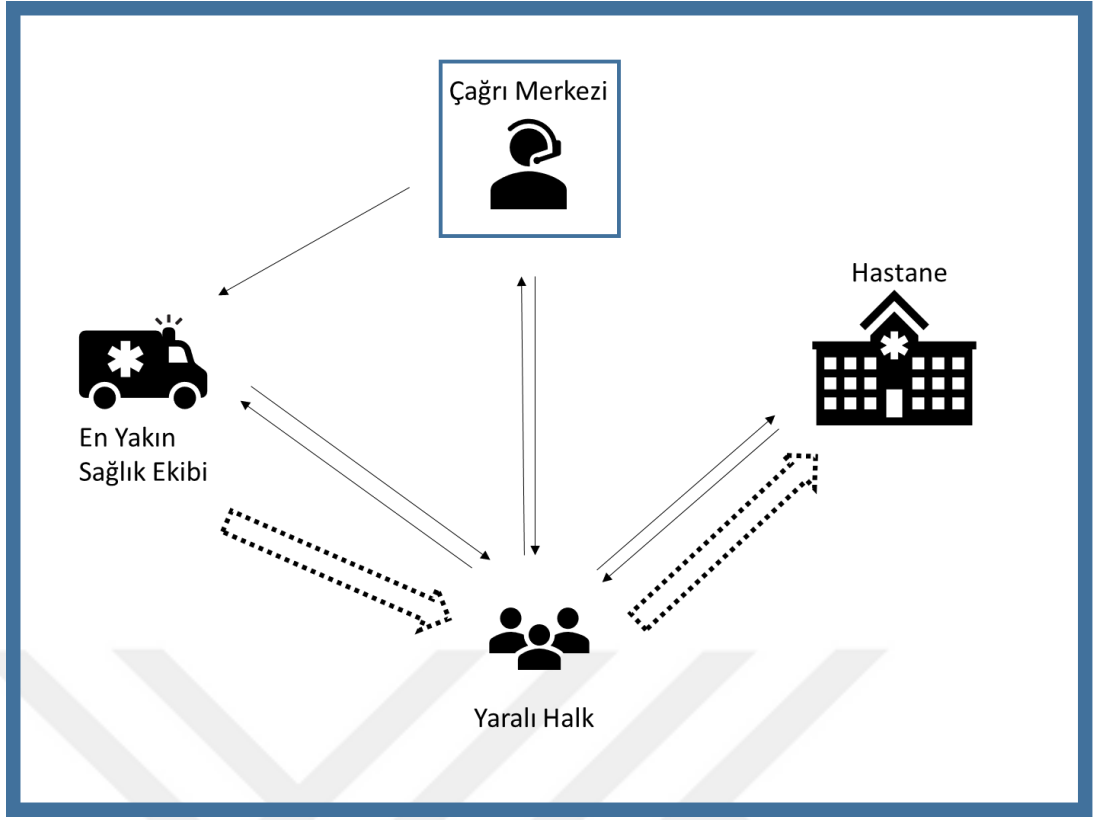 Çağrı Merkezi
Hastane
En Yakın
Sağlık Ekibi
Yaralı Halk